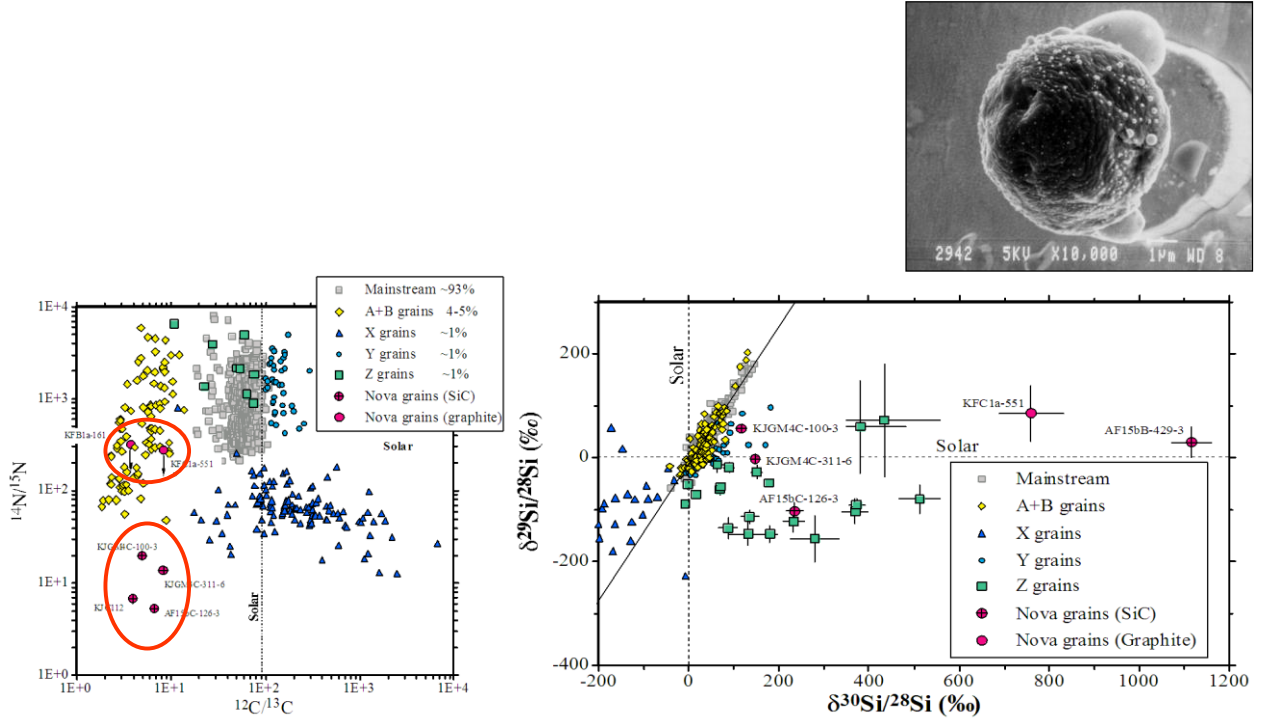 2942 5KV X10,000 1μm WD 8
Mainstream ~93%
A+B grains 4-5%
X grains ~1%
Y grains ~1%
Z grains ~1%
Nova grains (SiC)
Nova grains (graphite)
1E+4
1E+3
1E+2
1E+1
1E+0
14N/15N
KFB1a-161
KFC1a-551
Solar
KJGM4C-100-3
KJGM4C-311-6
AF15bC-126-3
Solar
1E+0 1E+1 1E+2 1E+3 1E+4
12C/13C
200
0
-200
-400
δ29Si/28Si (‰)
Solar
KFC1a-551
AF15bB-429-3
KJGM4C-100-3
Solar
KJGM4C-311-6
AF15bC-126-3
Mainstream
A+B grains
X grains
Y grains
Z grains
Nova grains (SiC)
Nova grains (Graphite)
-200 0 200 400 600 800 1000 1200
δ30Si/28Si (‰)